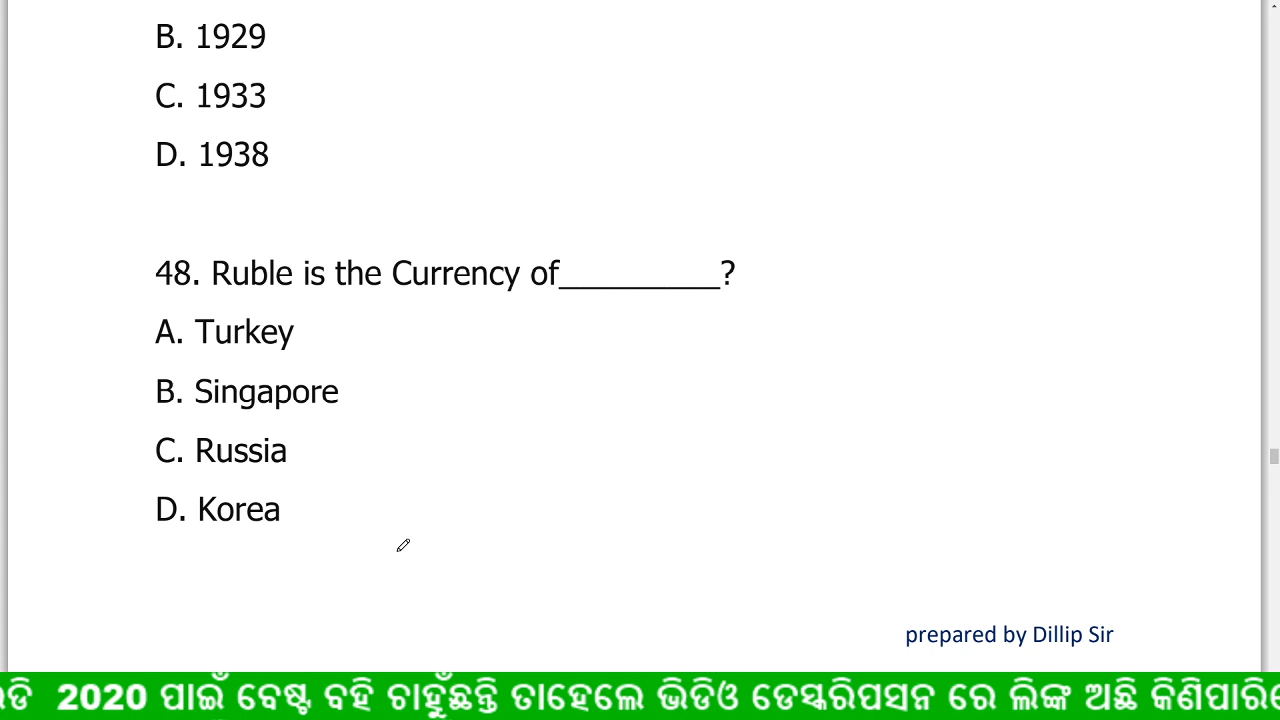 B. 1929
C. 1933
D. 1938
48. Ruble is the Currency of__________?
A. Turkey
B. Singapore
C. Russia
D. Korea
prepared by Dillip Sir
2020 ପାଇଁ ବେଷ୍ଟ ବହି ଚାହୁଁଛନ୍ତି ତାହେଲେ ଭିଡିଓ ଡେସ୍କରିପସନ ରେ ଲିଙ୍କ ଅଛି